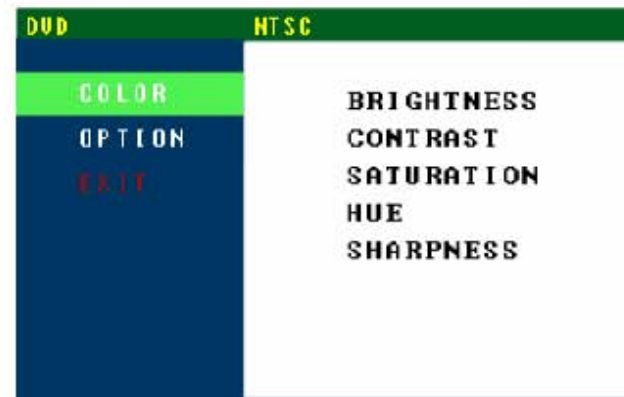 DVD NTSC
COLOR
OPTION
EXIT
BRIGHTNESS
CONTRAST
SATURATION
HUE
SHARPNESS